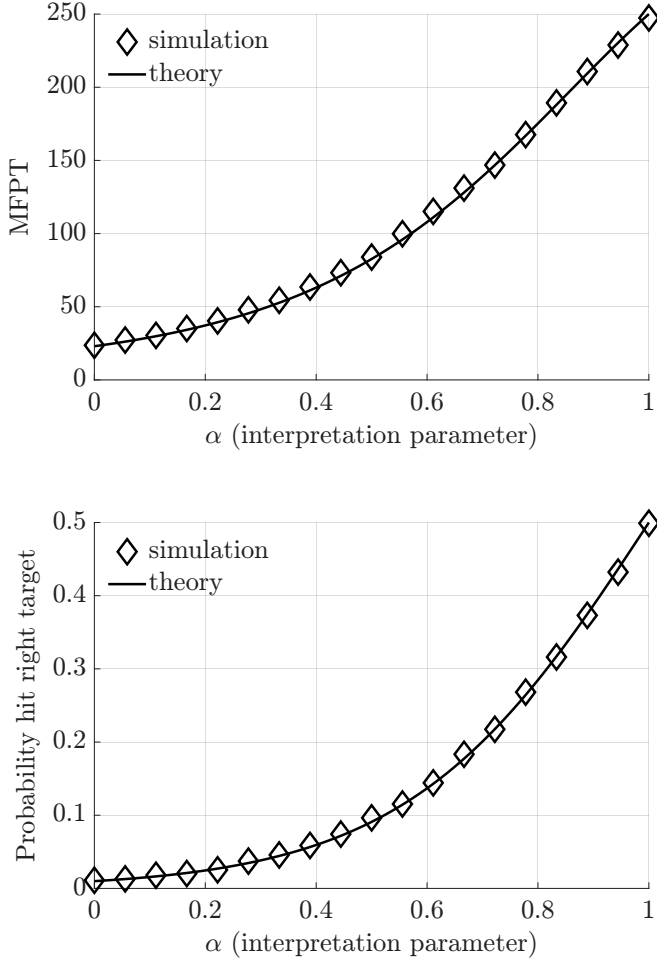 250
200
150
100
50
0
MFPT
simulation
theory
0 0.2 0.4 0.6 0.8 1
α (interpretation parameter)
0.5
0.4
0.3
0.2
0.1
0
Probability hit right target
simulation
theory
0 0.2 0.4 0.6 0.8 1
α (interpretation parameter)